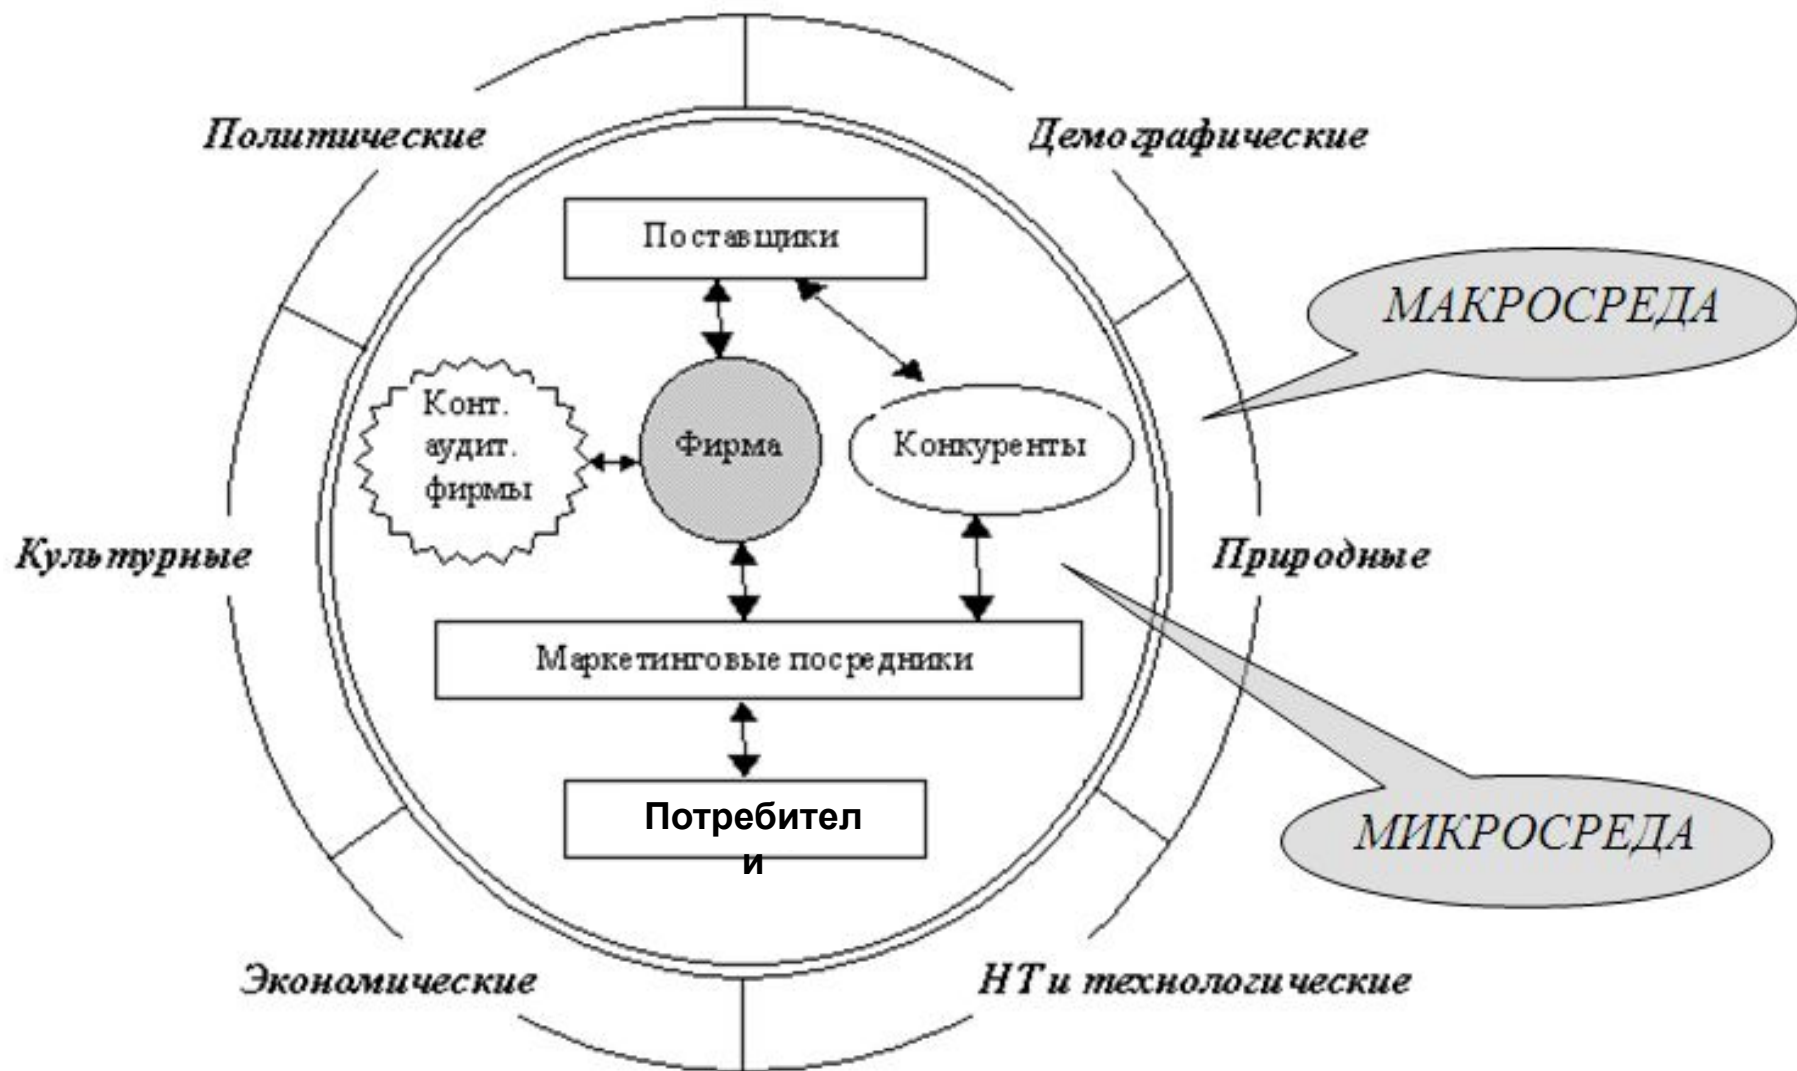 Политические
Демографические
Поставщики
МАКРОСРЕДА
Конт.
аудит.
фирмы
Фирма
Конкуренты
Культурные
Природные
Маркетинговые посредники
Потребител
и
МИКРОСРЕДА
Экономические
НТ и технологические